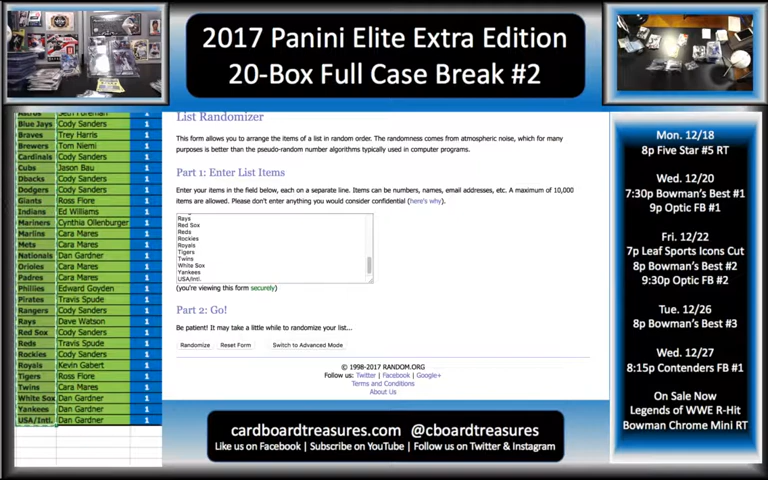 2017 Panini Elite Extra Edition
20-Box Full Case Break #2
Blue Jays Cody Sanders 1
Braves Trey Harris 1
Brewers Tom Niemi 1
Cardinals Cody Sanders 1
Cubs Jason Bau 1
Dbacks Cody Sanders 1
Dodgers Cody Sanders 1
Giants Ross Fiore 1
Indians Ed Williams 1
Mariners Cynthia Ollenburger 1
Marlins Cara Mares 1
Mets Cara Mares 1
Nationals Dan Gardner 1
Orioles Cara Mares 1
Padres Cara Mares 1
Phillies Edward Goyden 1
Pirates Travis Spude 1
Rangers Cody Sanders 1
Rays Dave Watson 1
Red Sox Cody Sanders 1
Reds Travis Spude 1
Rockies Cody Sanders 1
Royals Kevin Gabert 1
Tigers Ross Fiore 1
Twins Cara Mares 1
White Sox Dan Gardner 1
Yankees Dan Gardner 1
USA/Intl. Dan Gardner 1
List Randomizer
This form allows you to arrange the items of a list in random order. The randomness comes from atmospheric noise, which for many
purposes is better than the pseudo-random number algorithms typically used in computer programs.
Part 1: Enter List Items
Enter your items in the field below, each on a separate line. Items can be numbers, names, email addresses, etc. A maximum of 10,000
items are allowed. Please don't enter anything you would consider confidential (here's why).
Rays
Red Sox
Reds
Rockies
Royals
Tigers
Twins
White Sox
Yankees
USA/Intl.
(you're viewing this form securely)
Part 2: Go!
Be patient! It may take a little while to randomize your list...
Randomize Reset Form Switch to Advanced Mode
© 1998-2017 RANDOM.ORG
Follow us: Twitter | Facebook | Google+
Terms and Conditions
About Us
Mon. 12/18
8p Five Star #5 RT
Wed. 12/20
7:30p Bowman's Best #1
9p Optic FB #1
Fri. 12/22
7p Leaf Sports Icons Cut
8p Bowman's Best #2
9:30p Optic FB #2
Tue. 12/26
8p Bowman's Best #3
Wed. 12/27
8:15p Contenders FB #1
On Sale Now
Legends of WWE R-Hit
Bowman Chrome Mini RT
cardboardtreasures.com @cboardtreasures
Like us on Facebook | Subscribe on YouTube | Follow us on Twitter & Instagram